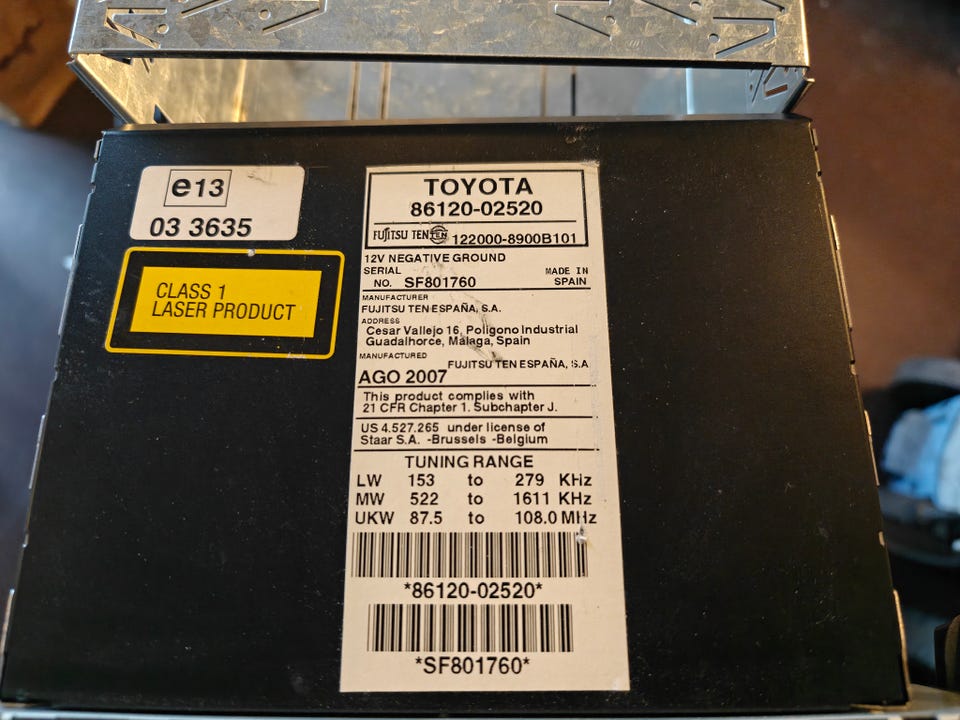 e13
03 3635
CLASS 1
LASER PRODUCT
TOYOTA
86120-02520
FUJITSU TEN TEN 122000-8900B101
12V NEGATIVE GROUND
SERIAL MADE IN
NO. SF801760 SPAIN
MANUFACTURER
FUJITSU TEN ESPAÑA, S.A.
ADDRESS
Cesar Vallejo 16, Poligono Industrial
Guadalhorce, Málaga, Spain
MANUFACTURED
FUJITSU TEN ESPAÑA, S.A
AGO 2007
This product complies with
21 CFR Chapter 1. Subchapter J.
US 4.527.265 under license of
Staar S.A. -Brussels -Belgium
TUNING RANGE
LW 153 to 279 KHz
MW 522 to 1611 KHz
UKW 87.5 to 108.0 MHz
*86120-02520*
*SF801760*